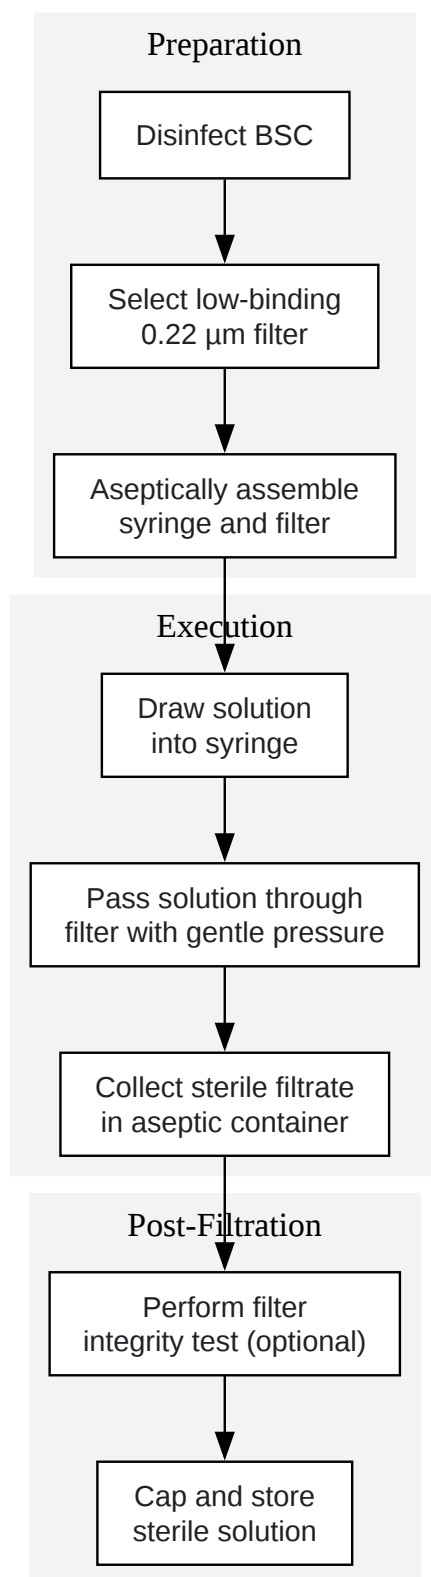 Preparation
Disinfect BSC
Select low-binding
0.22 µm filter
Aseptically assemble
syringe and filter
Execution
Draw solution
into syringe
Pass solution through
filter with gentle pressure
Collect sterile filtrate
in aseptic container
Post-Filtration
Perform filter
integrity test (optional)
Cap and store
sterile solution